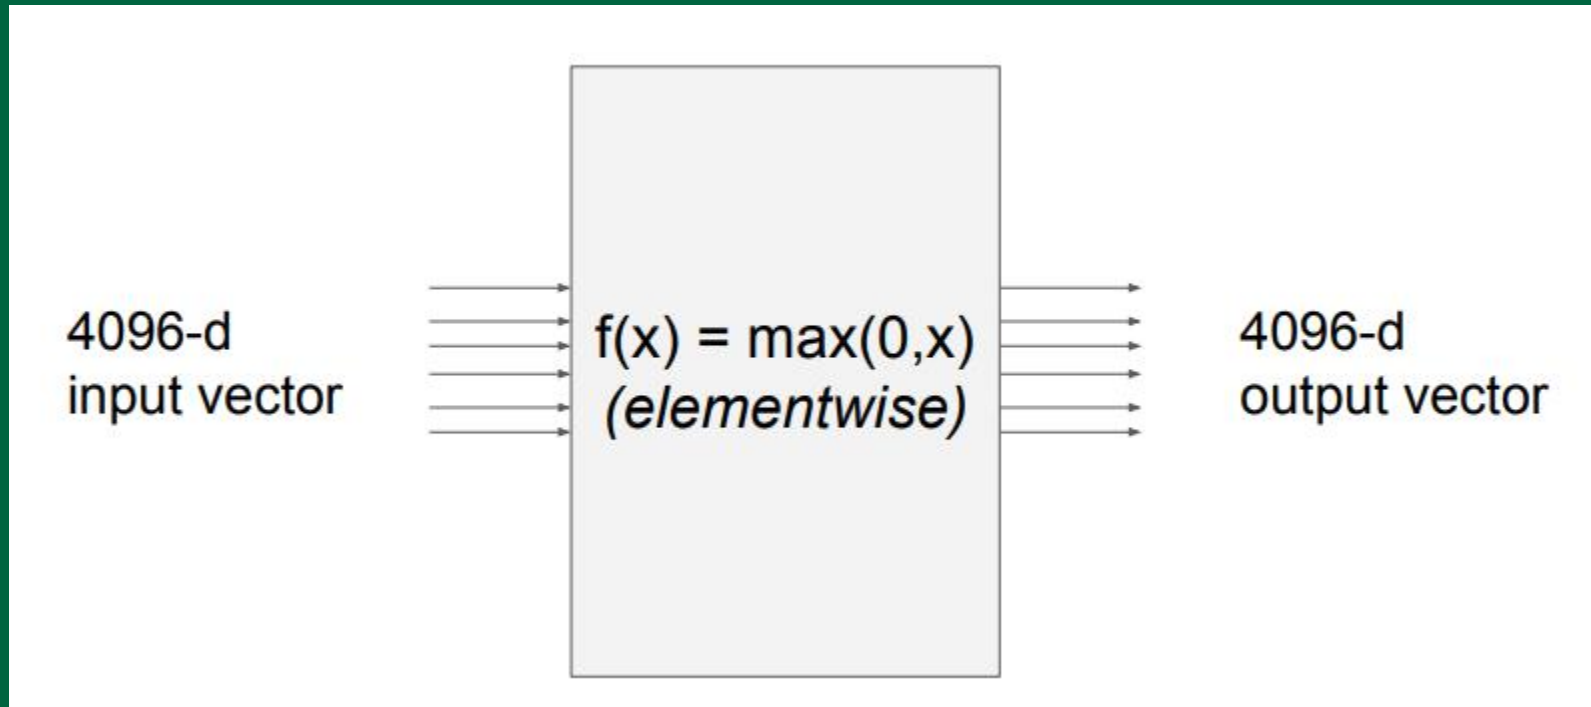 4096-d
input vector
f(x) = max(0,x)
(elementwise)
4096-d
output vector